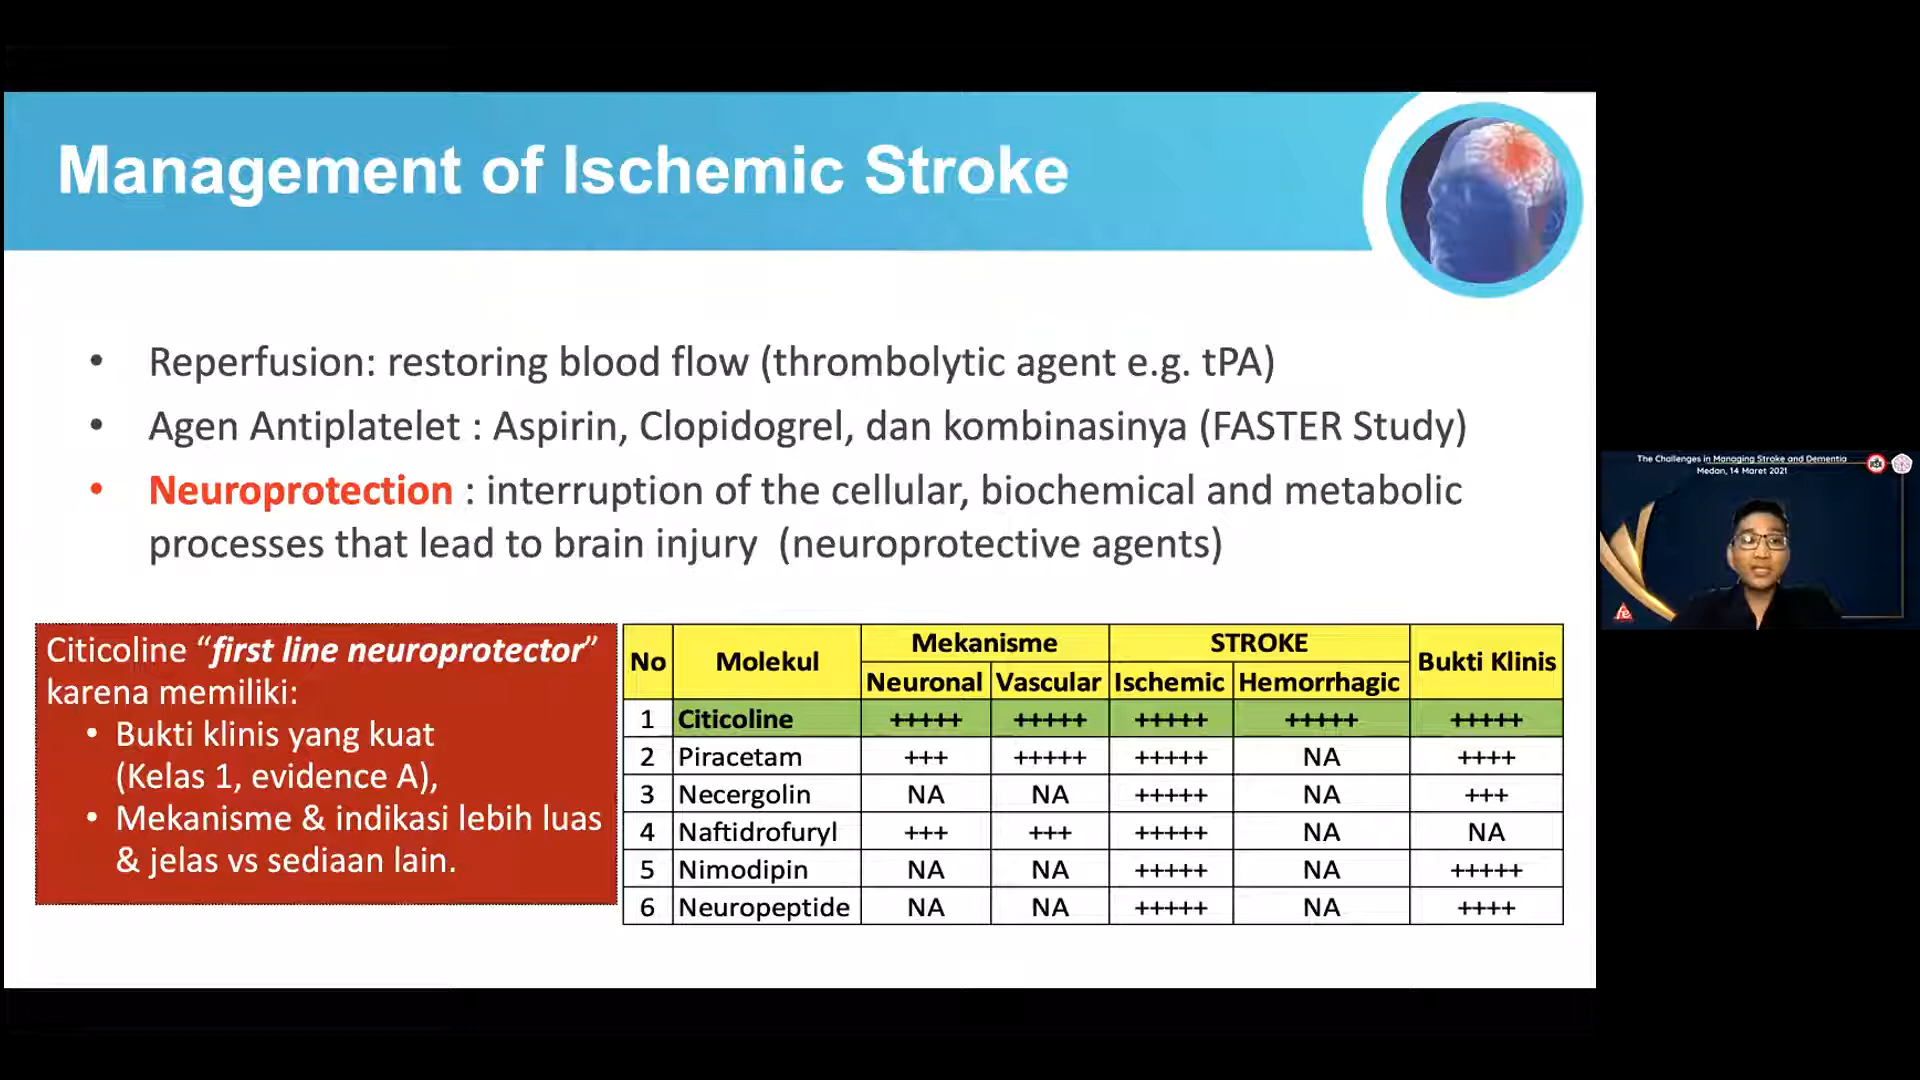 Management of Ischemic Stroke
• Reperfusion: restoring blood flow (thrombolytic agent e.g. tPA)
• Agen Antiplatelet : Aspirin, Clopidogrel, dan kombinasinya (FASTER Study)
• Neuroprotection : interruption of the cellular, biochemical and metabolic
processes that lead to brain injury (neuroprotective agents)
Citicoline “first line neuroprotector”
karena memiliki:
• Bukti klinis yang kuat
(Kelas 1, evidence A),
• Mekanisme & indikasi lebih luas
& jelas vs sediaan lain.
No Molekul Mekanisme STROKE Bukti Klinis
Neuronal Vascular Ischemic Hemorrhagic
1 Citicoline +++++ +++++ +++++ +++++ +++++
2 Piracetam +++ +++++ +++++ NA ++++
3 Necergolin NA NA +++++ NA +++
4 Naftidrofuryl +++ +++ +++++ NA NA
5 Nimodipin NA NA +++++ NA +++++
6 Neuropeptide NA NA +++++ NA ++++
The Challenges in Managing Stroke and Dementia
Medan, 14 Maret 2021